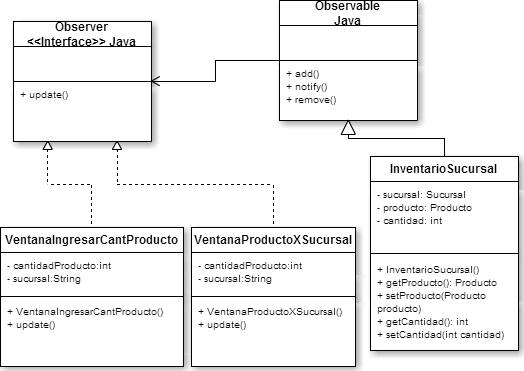 Observer
<<Interface>> Java
+ update()
Observable
Java
+ add()
+ notify()
+ remove()
InventarioSucursal
- sucursal: Sucursal
- producto: Producto
- cantidad: int
+ InventarioSucursal()
+ getProducto(): Producto
+ setProducto(Producto
producto)
+ getCantidad(): int
+ setCantidad(int cantidad)
VentanaIngresarCantProducto
- cantidadProducto:int
- sucursal:String
+ VentanaIngresarCantProducto()
+ update()
VentanaProductoXSucursal
- cantidadProducto:int
- sucursal:String
+ VentanaProductoXSucursal()
+ update()